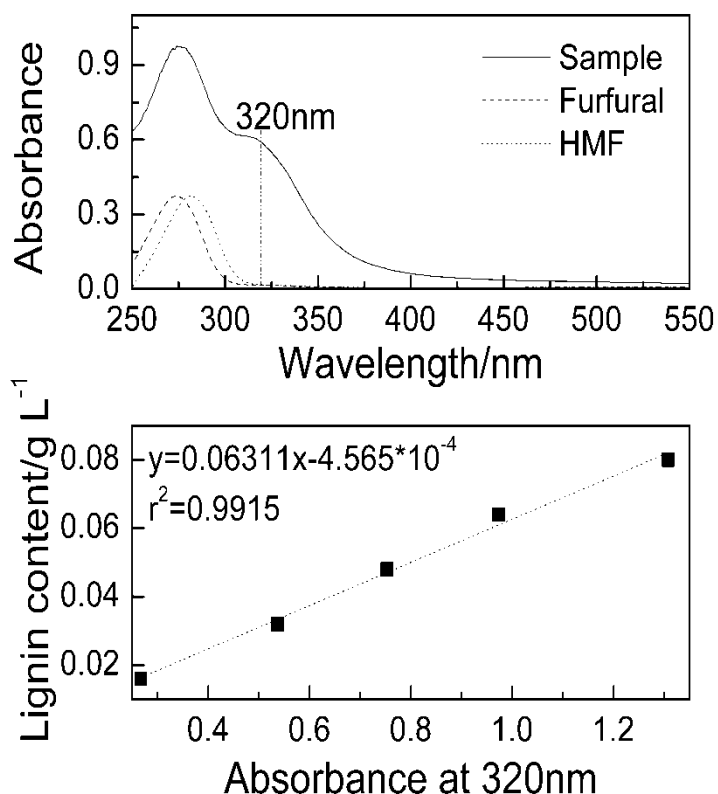 Absorbance
0.9
0.6
0.3
0.0
320nm
Sample
Furfural
HMF
250 300 350 400 450 500 550
Wavelength/nm
Lignin content/g L⁻¹
0.08
0.06
0.04
0.02
y=0.06311x-4.565*10⁻⁴
r²=0.9915
0.4 0.6 0.8 1.0 1.2
Absorbance at 320nm